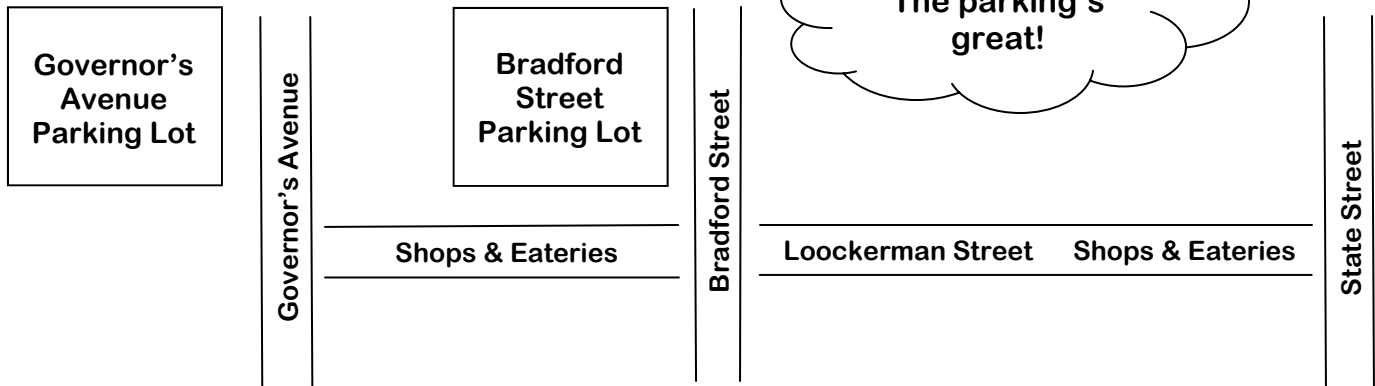 The parking's
great!
Governor's
Avenue
Parking Lot
Governor's Avenue
Bradford
Street
Parking Lot
Bradford Street
Shops & Eateries
Loockerman Street Shops & Eateries
State Street